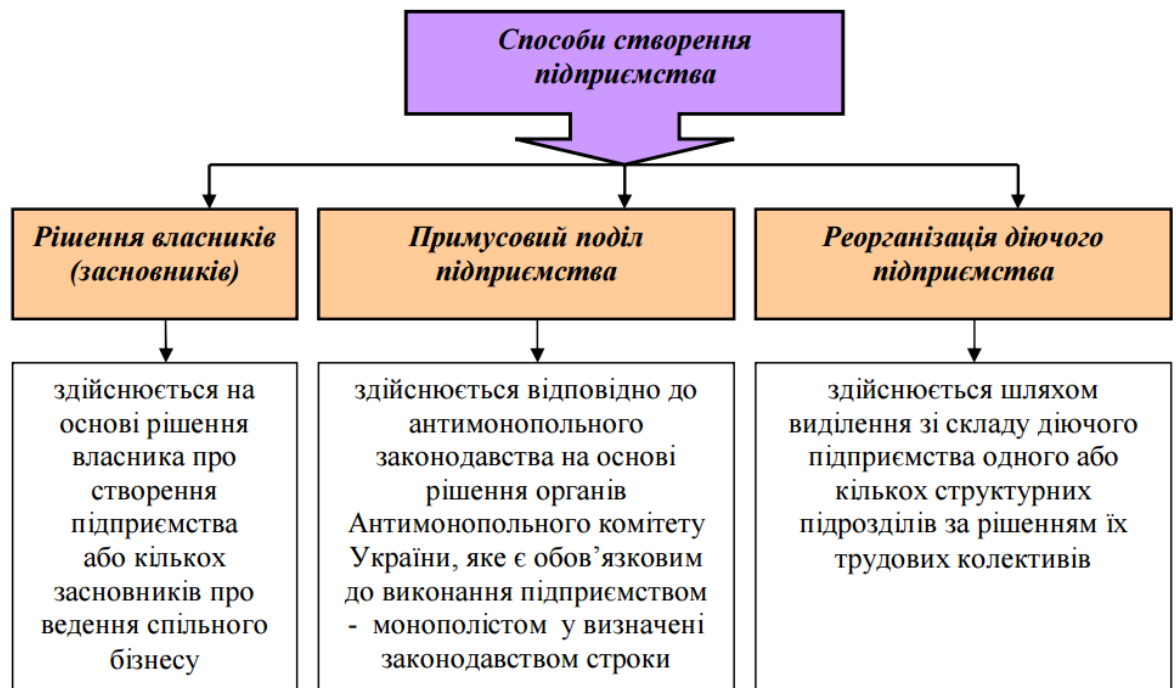 Способи створення
підприємства
Рішення власників
(засновників)
Примусовий поділ
підприємства
Реорганізація діючого
підприємства
здійснюється на
основі рішення
власника про
створення
підприємства
або кількох
засновників про
ведення спільного
бізнесу
здійснюється відповідно до
антимонопольного
законодавства на основі
рішення органів
Антимонопольного комітету
України, яке є обов’язковим
до виконання підприємством
- монополістом у визначені
законодавством строки
здійснюється шляхом
виділення зі складу діючого
підприємства одного або
кількох структурних
підрозділів за рішенням їх
трудових колективів